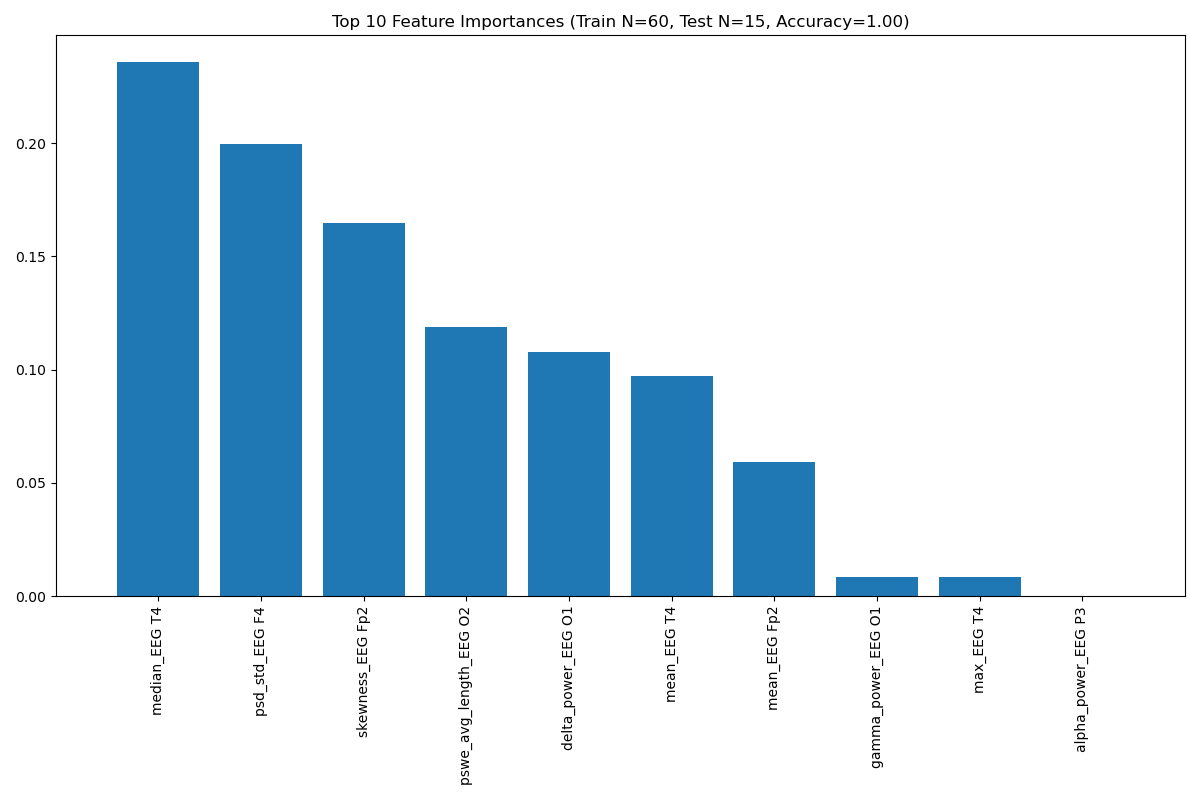 Top 10 Feature Importances (Train N=60, Test N=15, Accuracy=1.00)
0.20
0.15
0.10
0.05
0.00
median_EEG T4
psd_std_EEG F4
skewness_EEG Fp2
pswe_avg_length_EEG O2
delta_power_EEG O1
mean_EEG T4
mean_EEG Fp2
gamma_power_EEG O1
max_EEG T4
alpha_power_EEG P3